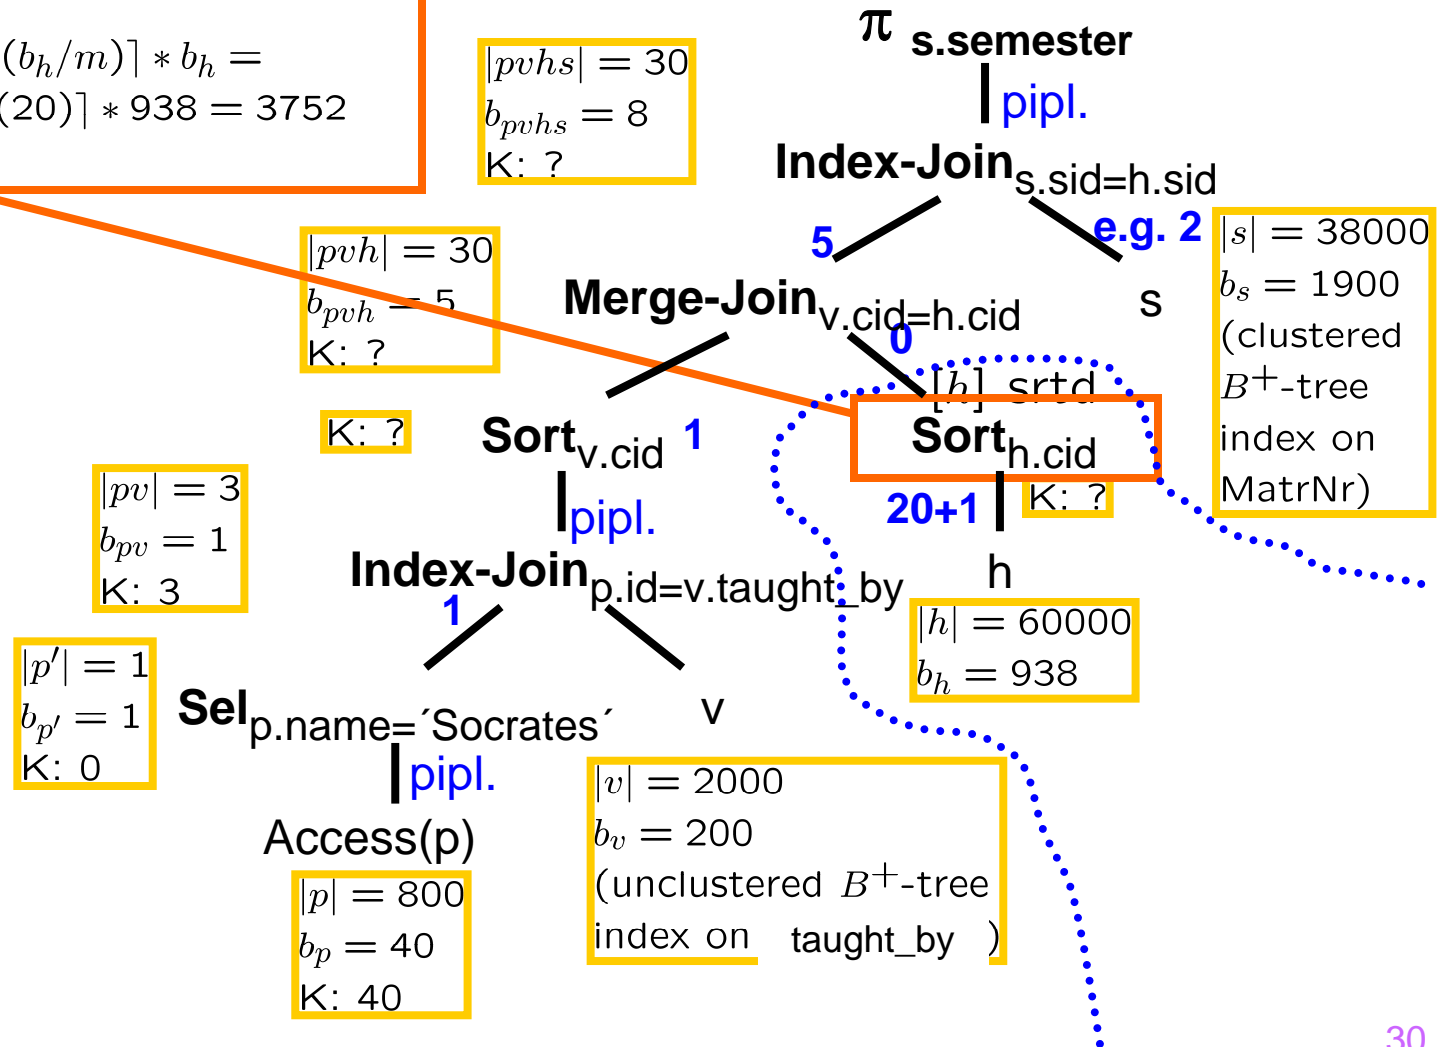 (b_h/m)⌉ ∗ b_h =
(20)⌉ ∗ 938 = 3752
|pvhs| = 30
b_pvhs = 8
K: ?
π s.semester
pipl.
Index-Join s.sid=h.sid
5
e.g. 2
|s| = 38000
b_s = 1900
(clustered
B⁺-tree
index on
MatrNr)
|pvh| = 30
b_pvh = 5
K: ?
Merge-Join v.cid=h.cid
s
0
[h] srtd
K: ?
Sort v.cid
1
Sort h.cid
20+1
K: ?
|pv| = 3
b_pv = 1
K: 3
pipl.
Index-Join p.id=v.taught_by
h
1
|h| = 60000
b_h = 938
|p′| = 1
b_p′ = 1
K: 0
Sel p.name=´Socrates´
v
pipl.
|v| = 2000
b_v = 200
(unclustered B⁺-tree
index on taught_by )
Access(p)
|p| = 800
b_p = 40
K: 40
30